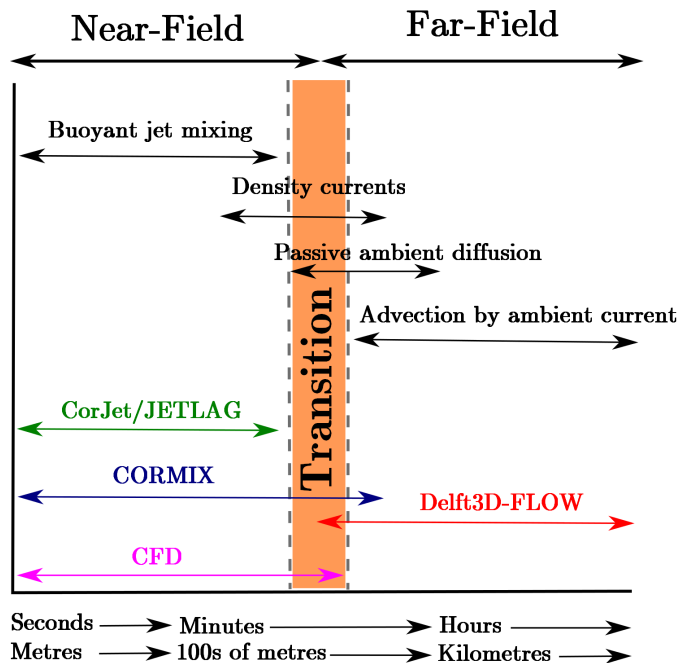 Near-Field
Far-Field
Buoyant jet mixing
Density currents
Passive ambient diffusion
Advection by ambient current
Transition
CorJet/JETLAG
CORMIX
Delft3D-FLOW
CFD
Seconds Minutes Hours
Metres 100s of metres Kilometres